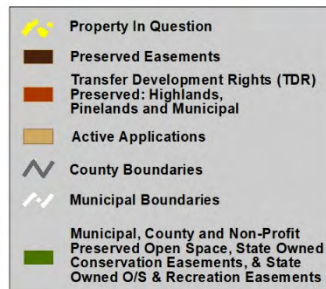 Property In Question
Preserved Easements
Transfer Development Rights (TDR)
Preserved: Highlands,
Pinelands and Municipal
Active Applications
County Boundaries
Municipal Boundaries
Municipal, County and Non-Profit
Preserved Open Space, State Owned
Conservation Easements, & State
Owned O/S & Recreation Easements